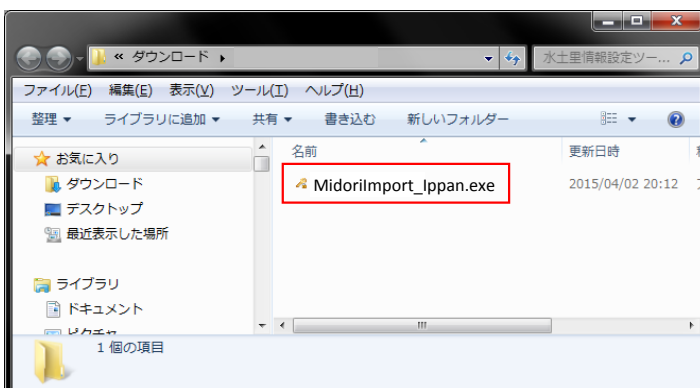 « ダウンロード
水土里情報設定ツー...
ファイル(F) 編集(E) 表示(V) ツール(T) ヘルプ(H)
整理 ライブラリに追加 共有 書き込む 新しいフォルダー
名前 更新日時
お気に入り
ダウンロード
デスクトップ
最近表示した場所
MidoriImport_Ippan.exe 2015/04/02 20:12
ライブラリ
ドキュメント
ピクチャ
1 個の項目